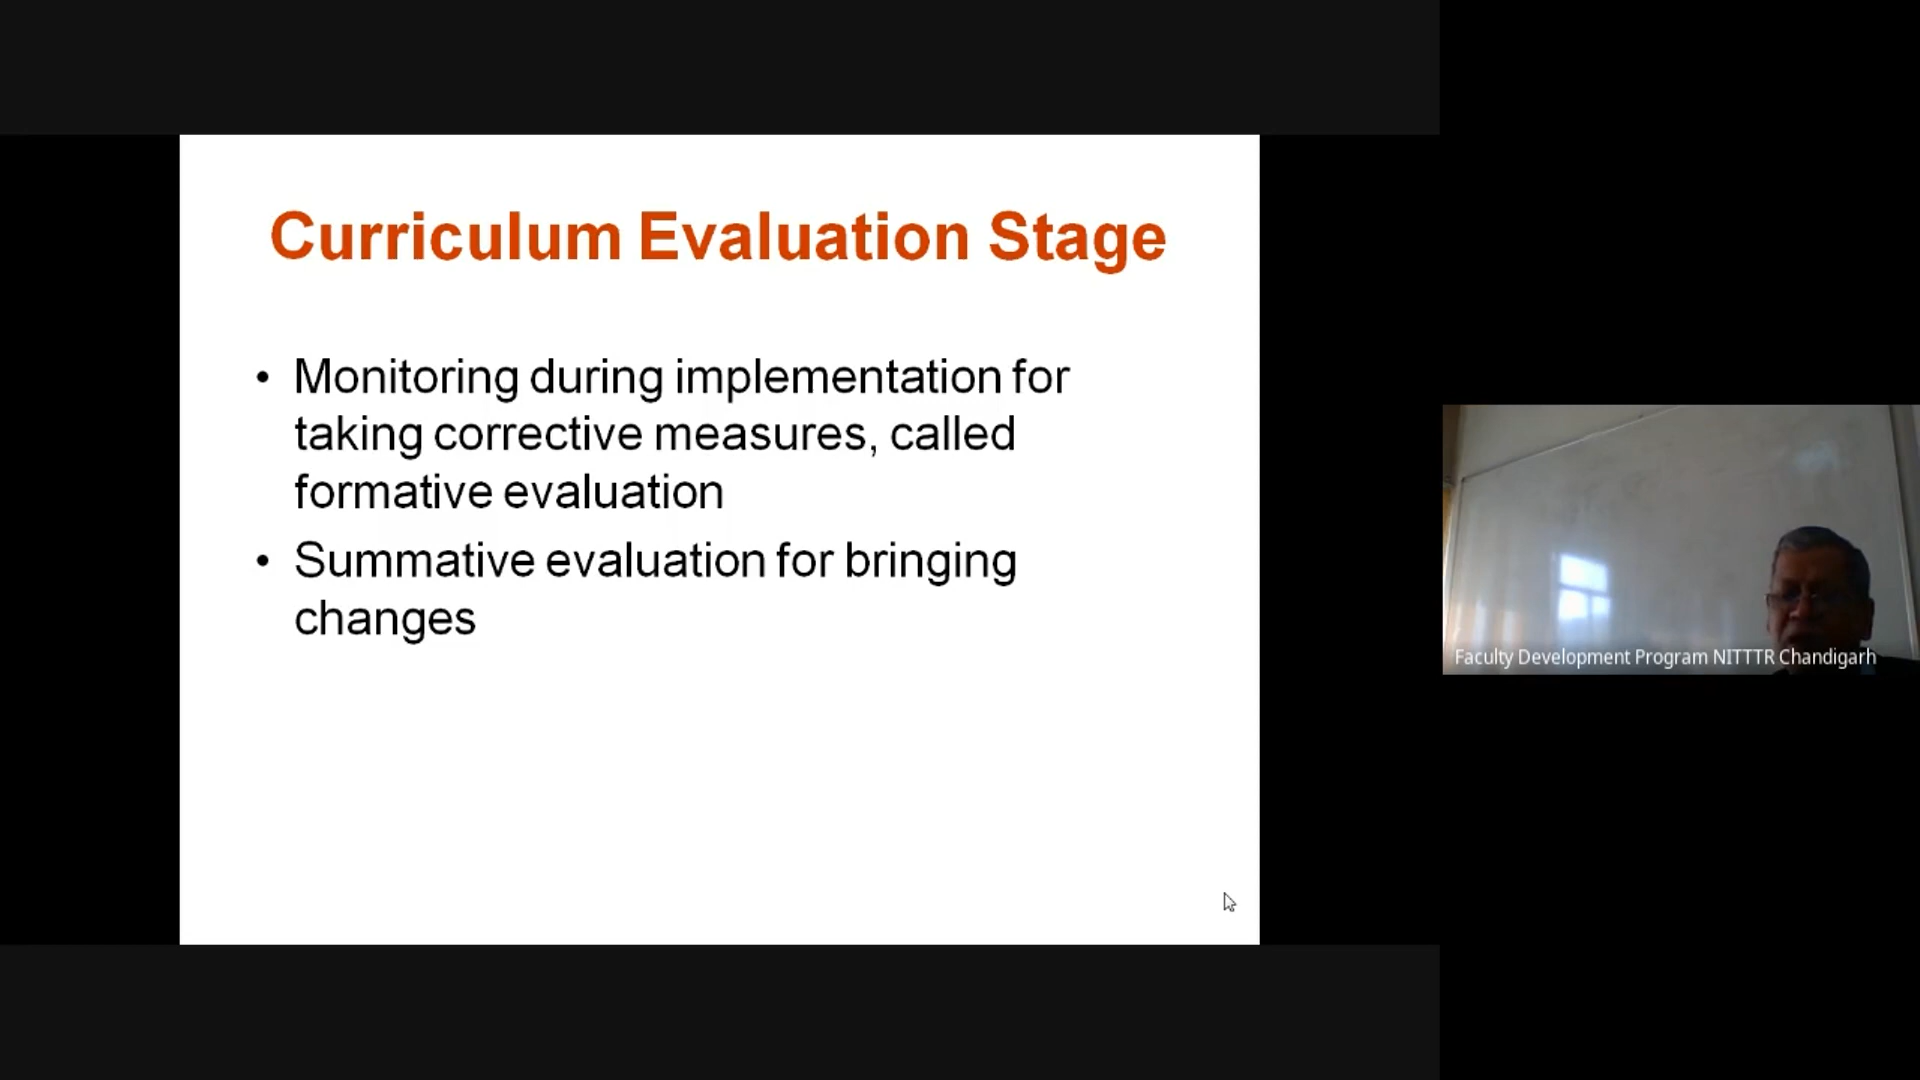 Curriculum Evaluation Stage
• Monitoring during implementation for
taking corrective measures, called
formative evaluation
• Summative evaluation for bringing
changes
Faculty Development Program NITTTR Chandigarh